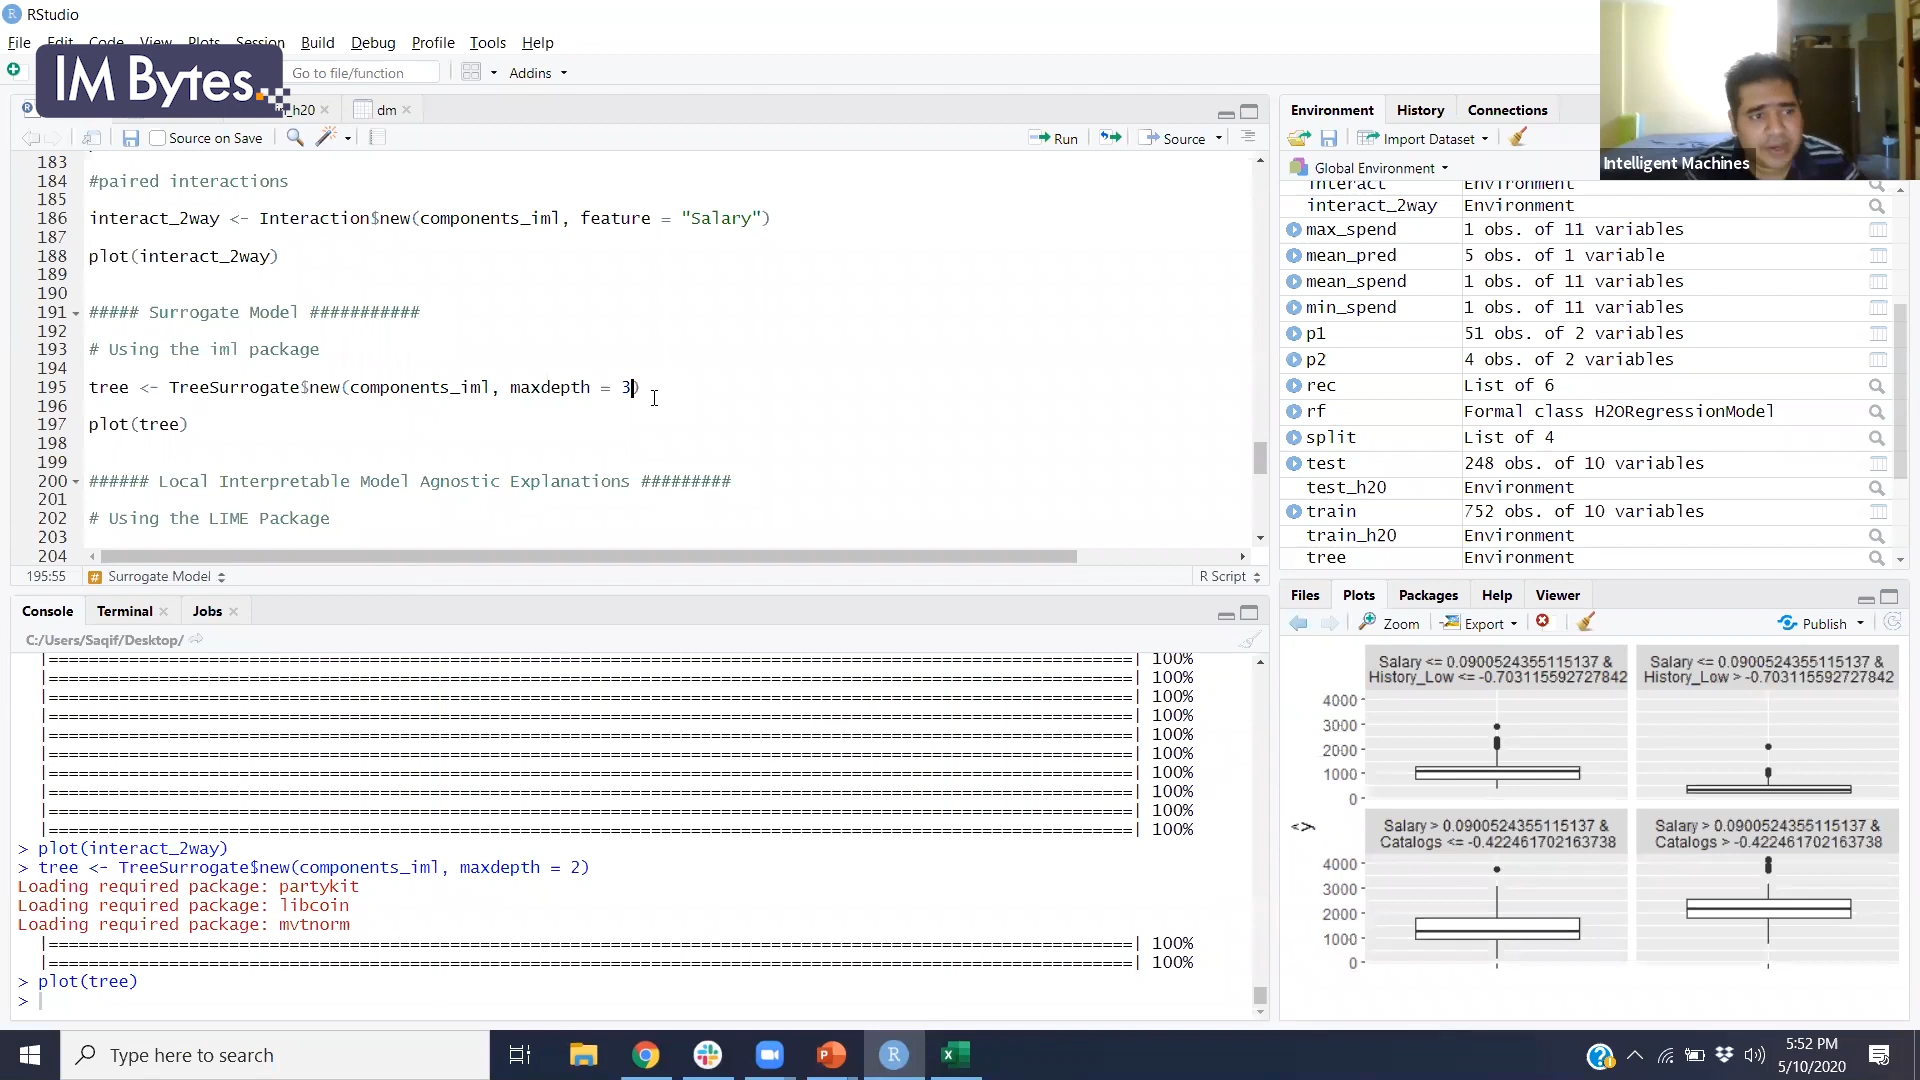 RStudio
File Edit Code View Plots Session Build Debug Profile Tools Help
IM Bytes.
Go to file/function
Addins
_h20
dm
Source on Save
Run
Source
183
184 #paired interactions
185
186 interact_2way <- Interaction$new(components_iml, feature = "Salary")
187
188 plot(interact_2way)
189
190
191 ##### Surrogate Model ###########
192
193 # Using the iml package
194
195 tree <- TreeSurrogate$new(components_iml, maxdepth = 3)
196
197 plot(tree)
198
199
200 ###### Local Interpretable Model Agnostic Explanations #########
201
202 # Using the LIME Package
203
204
195:55 Surrogate Model R Script
Console Terminal Jobs
C:/Users/Saqif/Desktop/
|=============================================================================================================| 100%
|=============================================================================================================| 100%
|=============================================================================================================| 100%
|=============================================================================================================| 100%
|=============================================================================================================| 100%
|=============================================================================================================| 100%
|=============================================================================================================| 100%
|=============================================================================================================| 100%
|=============================================================================================================| 100%
|=============================================================================================================| 100%
> plot(interact_2way)
> tree <- TreeSurrogate$new(components_iml, maxdepth = 2)
Loading required package: partykit
Loading required package: libcoin
Loading required package: mvtnorm
|=============================================================================================================| 100%
|=============================================================================================================| 100%
> plot(tree)
>
Environment History Connections
Import Dataset
Global Environment
Intelligent Machines
interact Environment
interact_2way Environment
max_spend 1 obs. of 11 variables
mean_pred 5 obs. of 1 variable
mean_spend 1 obs. of 11 variables
min_spend 1 obs. of 11 variables
p1 51 obs. of 2 variables
p2 4 obs. of 2 variables
rec List of 6
rf Formal class H2ORegressionModel
split List of 4
test 248 obs. of 10 variables
test_h20 Environment
train 752 obs. of 10 variables
train_h20 Environment
tree Environment
Files Plots Packages Help Viewer
Zoom Export Publish
Salary <= 0.0900524355115137 &
History_Low <= -0.703115592727842
Salary <= 0.0900524355115137 &
History_Low > -0.703115592727842
4000
3000
2000
1000
0
<>
Salary > 0.0900524355115137 &
Catalogs <= -0.422461702163738
Salary > 0.0900524355115137 &
Catalogs > -0.422461702163738
4000
3000
2000
1000
0
Type here to search
5:52 PM
5/10/2020